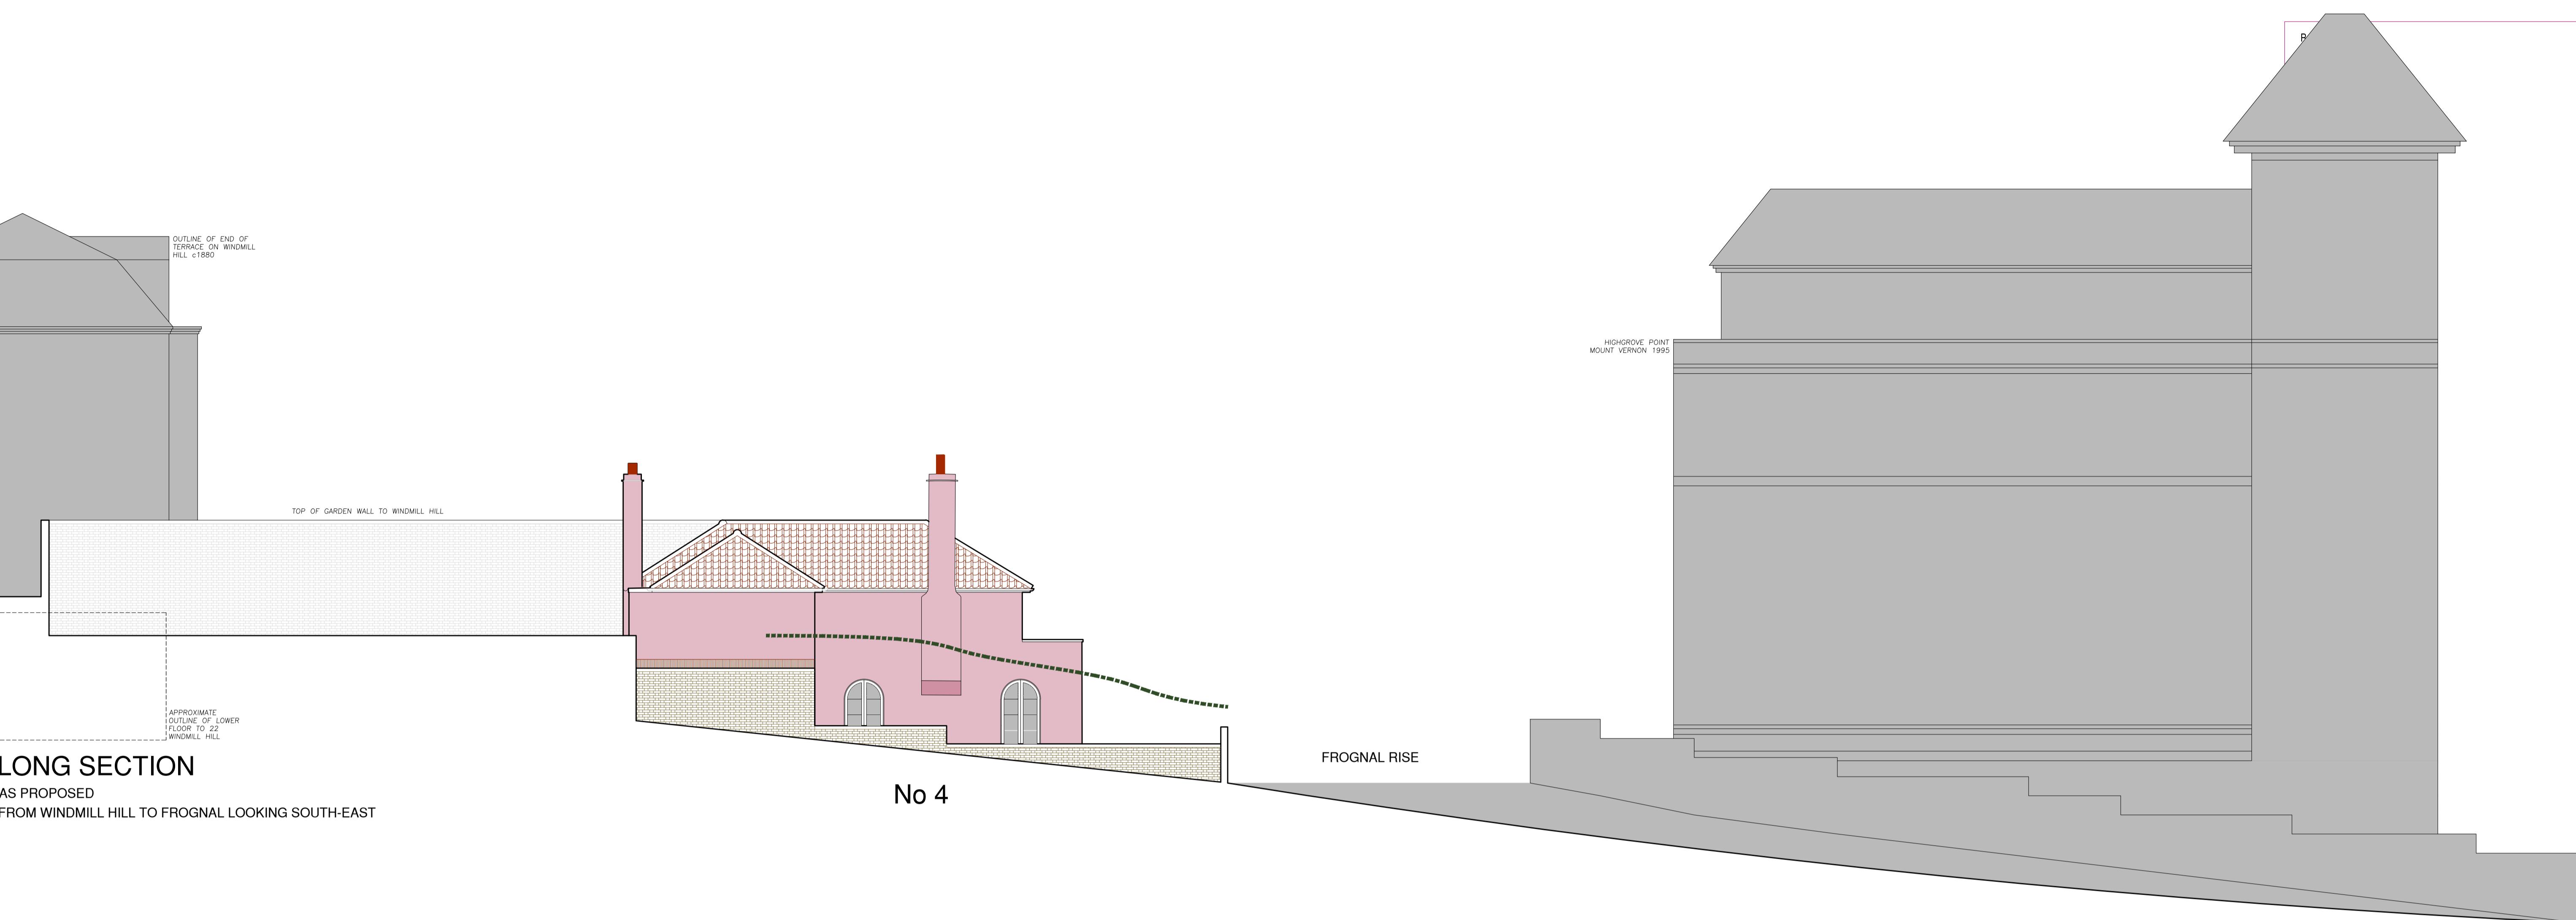 OUTLINE OF END OF
TERRACE ON WINDMILL
HILL c1880
TOP OF GARDEN WALL TO WINDMILL HILL
HIGHGROVE POINT
MOUNT VERNON 1995
APPROXIMATE
OUTLINE OF LOWER
FLOOR TO 22
WINDMILL HILL
LONG SECTION
AS PROPOSED
FROM WINDMILL HILL TO FROGNAL LOOKING SOUTH-EAST
No 4
FROGNAL RISE